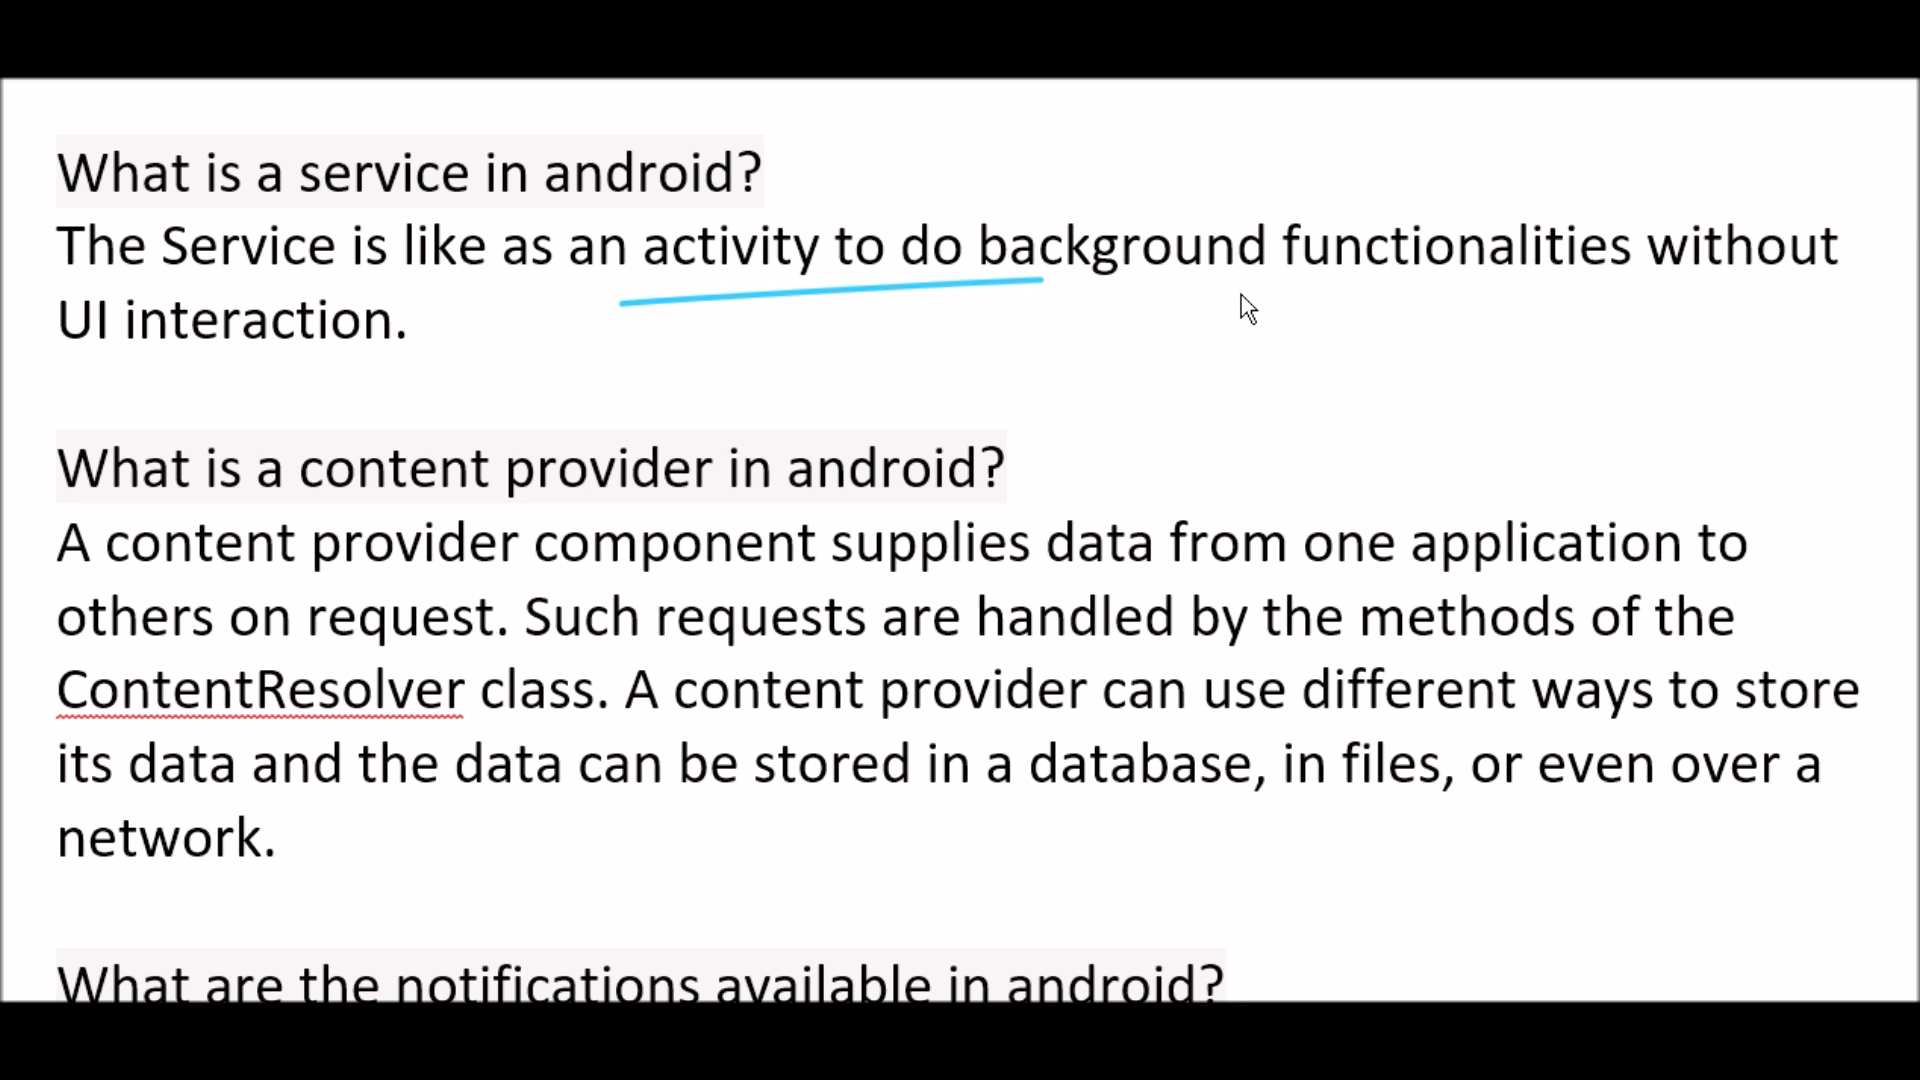 What is a service in android?
The Service is like as an activity to do background functionalities without
UI interaction.
What is a content provider in android?
A content provider component supplies data from one application to
others on request. Such requests are handled by the methods of the
ContentResolver class. A content provider can use different ways to store
its data and the data can be stored in a database, in files, or even over a
network.
What are the notifications available in android?